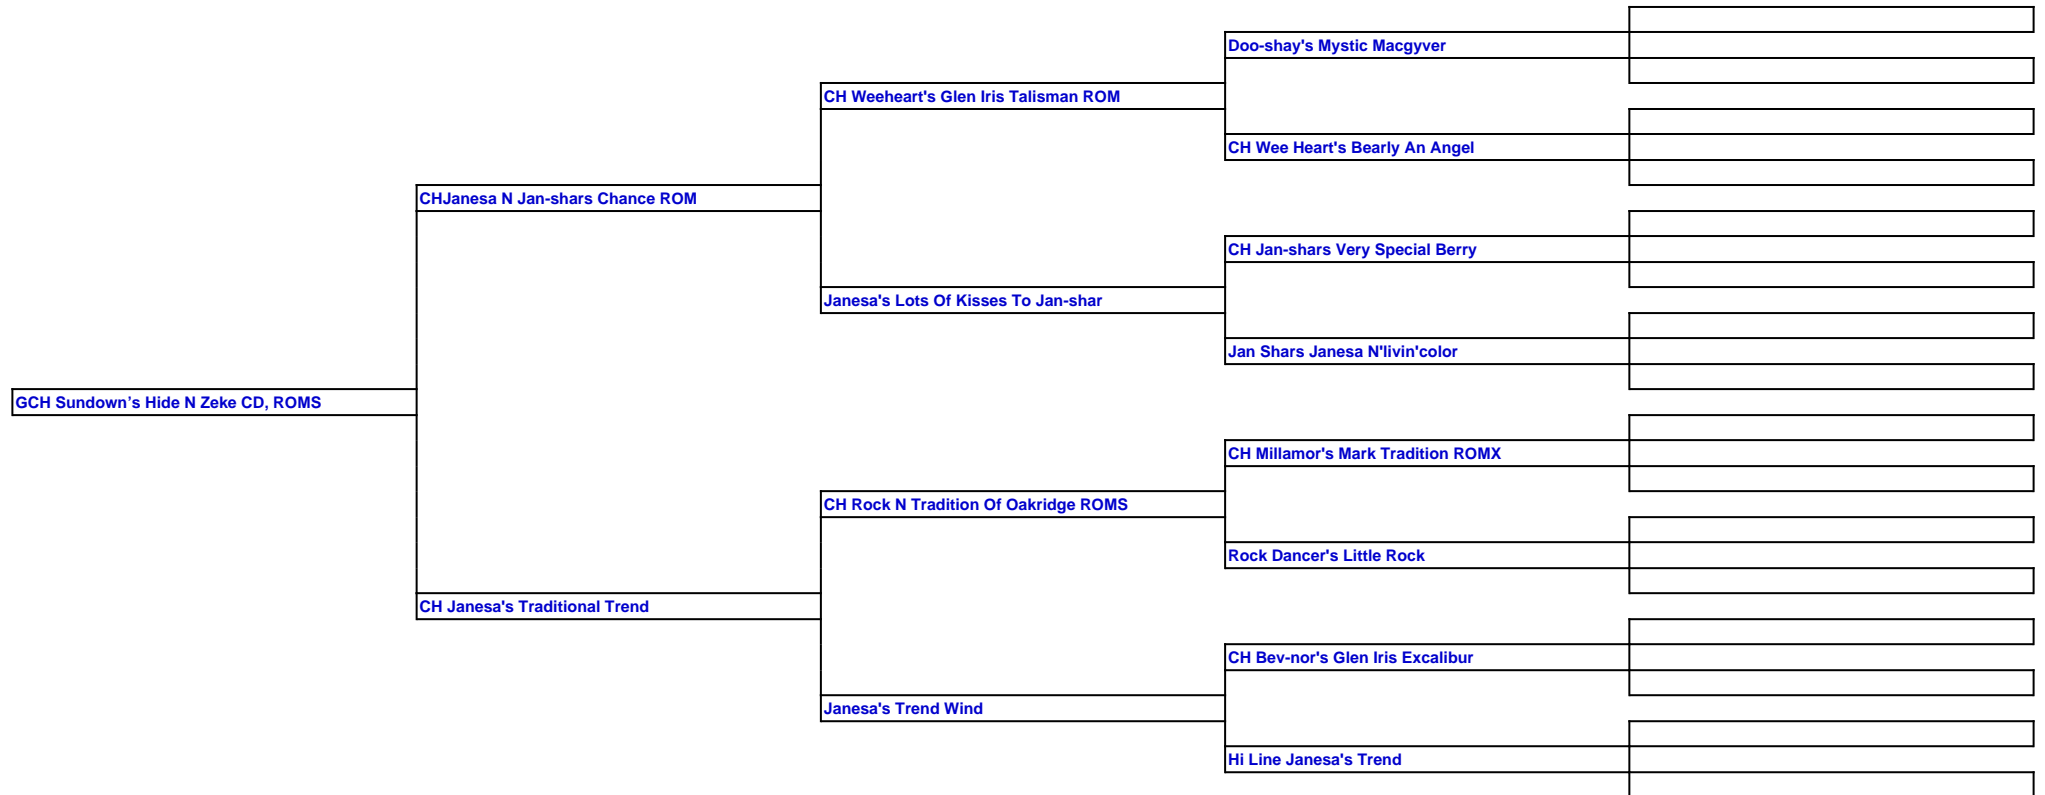 Doo-shay's Mystic Macgyver
CH Weeheart's Glen Iris Talisman ROM
CH Wee Heart's Bearly An Angel
CHJanesa N Jan-shars Chance ROM
CH Jan-shars Very Special Berry
Janesa's Lots Of Kisses To Jan-shar
Jan Shars Janesa N'livin'color
GCH Sundown’s Hide N Zeke CD, ROMS
CH Millamor's Mark Tradition ROMX
CH Rock N Tradition Of Oakridge ROMS
Rock Dancer's Little Rock
CH Janesa's Traditional Trend
CH Bev-nor's Glen Iris Excalibur
Janesa's Trend Wind
Hi Line Janesa's Trend